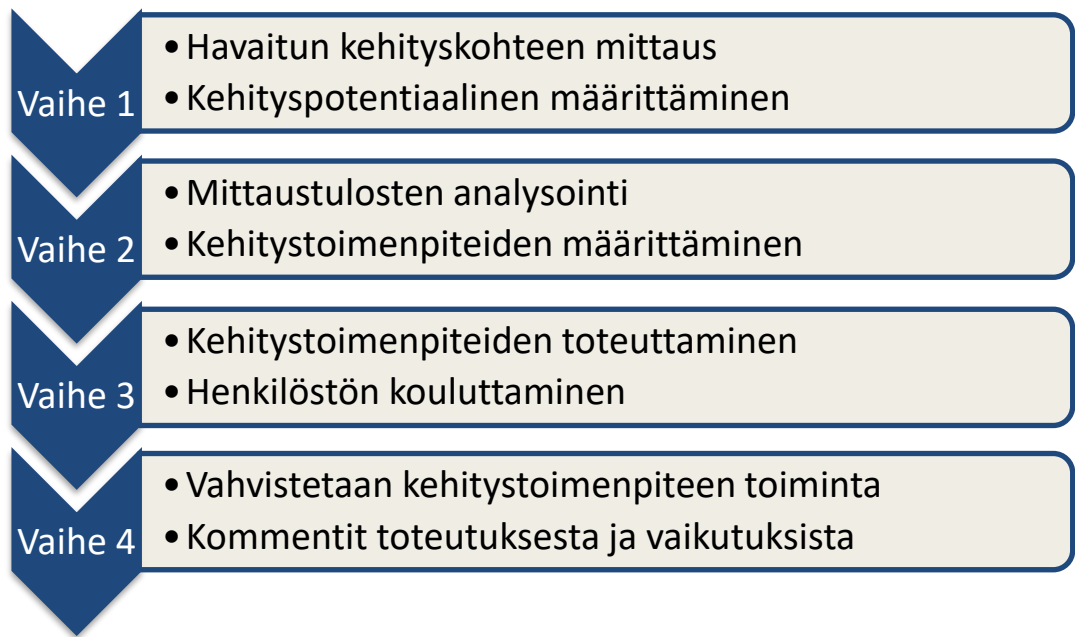 Vaihe 1
• Havaitun kehityskohteen mittaus
• Kehityspotentiaalinen määrittäminen
Vaihe 2
• Mittaustulosten analysointi
• Kehitystoimenpiteiden määrittäminen
Vaihe 3
• Kehitystoimenpiteiden toteuttaminen
• Henkilöstön kouluttaminen
Vaihe 4
• Vahvistetaan kehitystoimenpiteen toiminta
• Kommentit toteutuksesta ja vaikutuksista